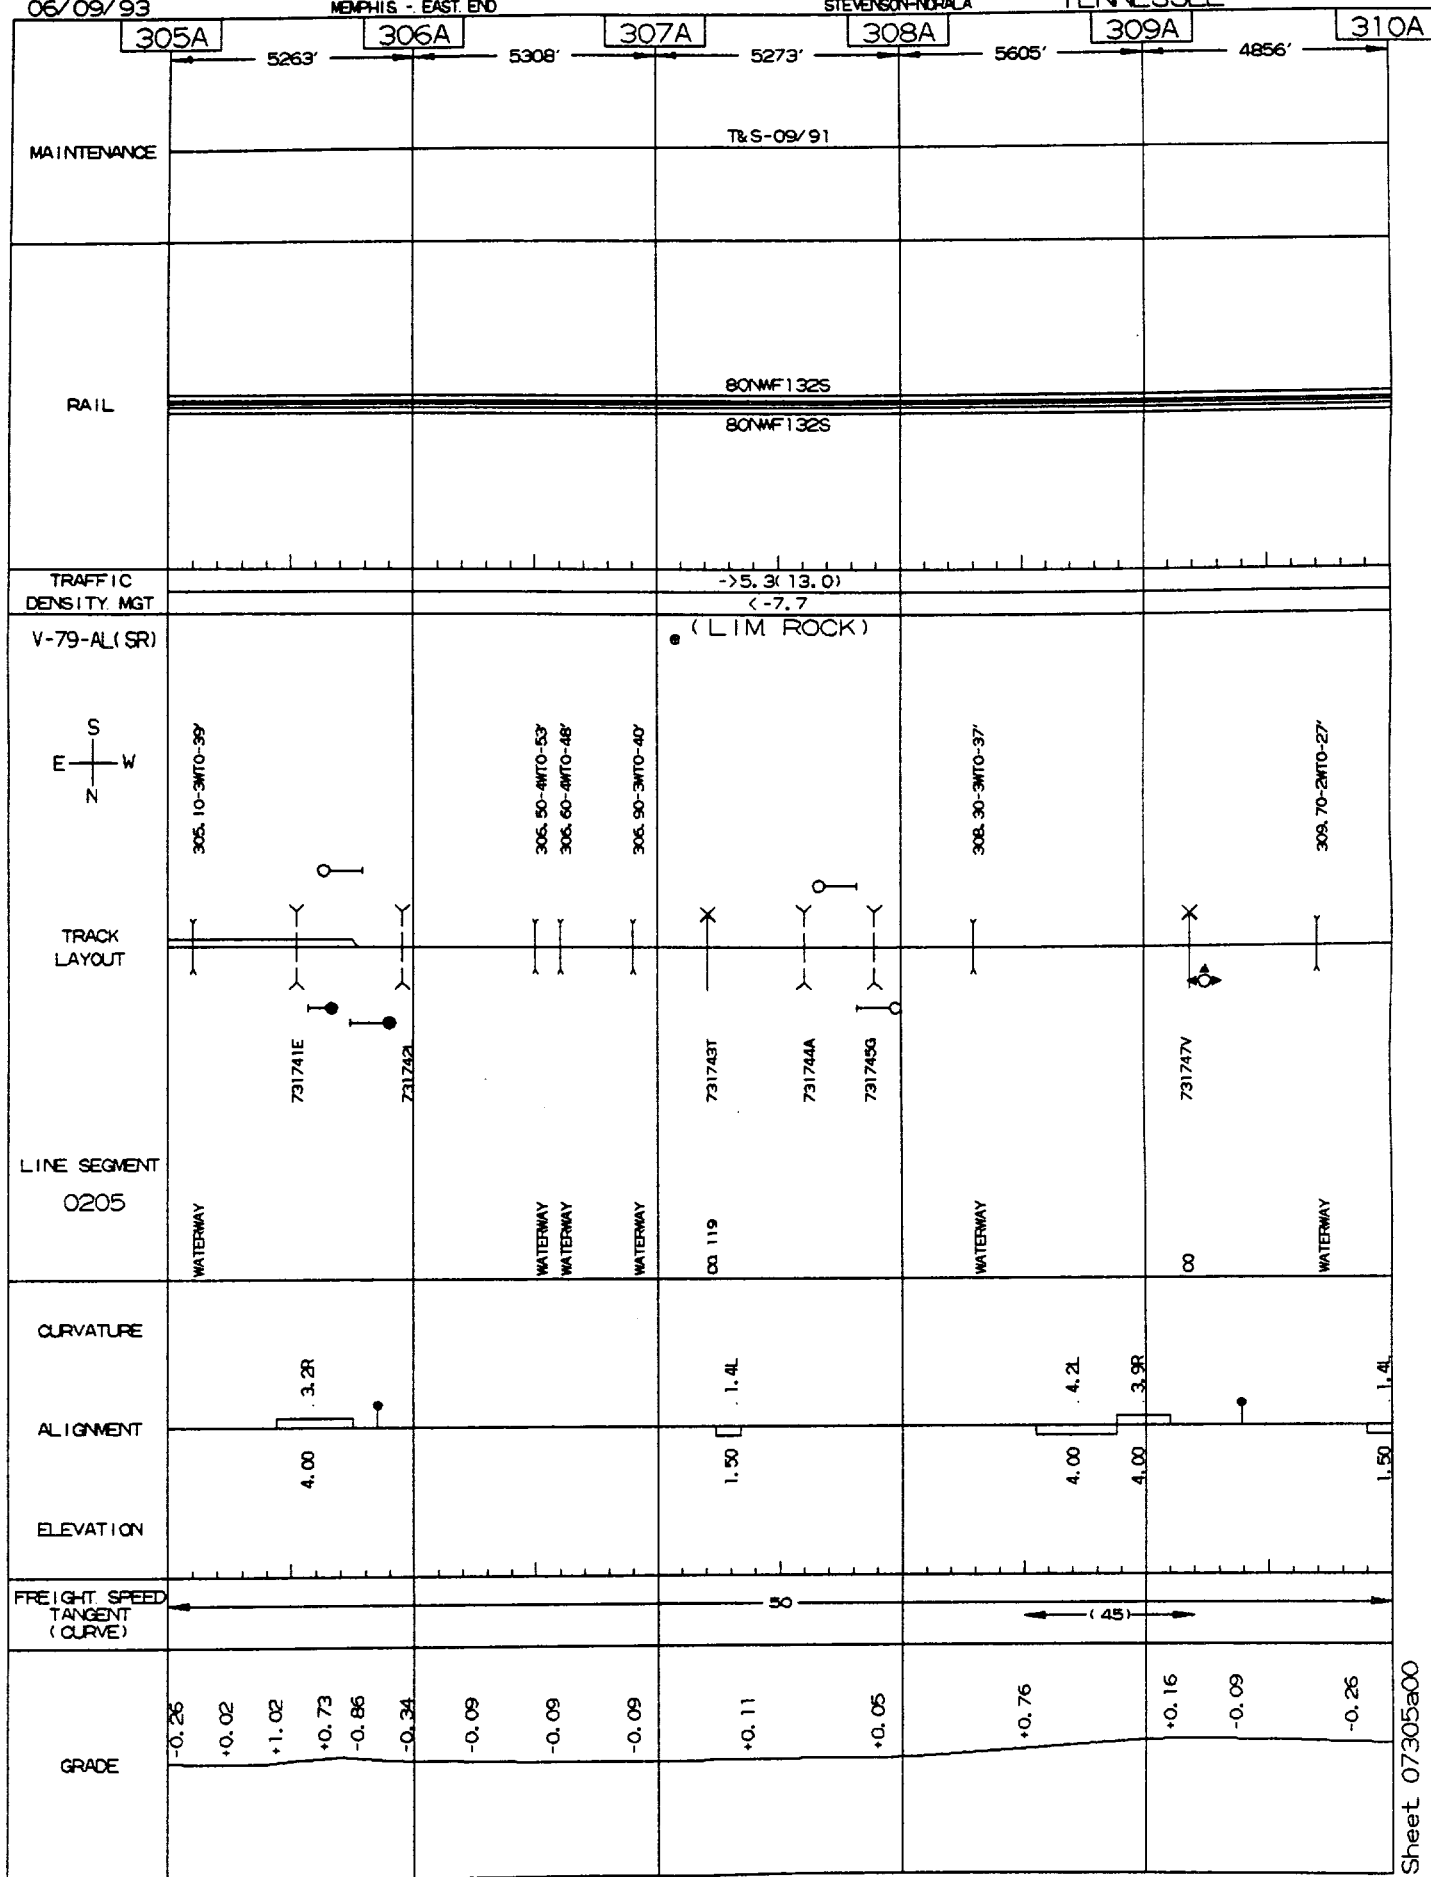 06/09/93 MEMPHIS - EAST. END STEVENSON-NORALA TENNESSEE
305A 306A 307A 308A 309A 310A
5263' 5308' 5273' 5605' 4856'
MAINTENANCE T&S-09/91
80NWF132S
RAIL
80NWF132S
TRAFFIC ->5.3(13.0)
DENSITY. MGT <-7.7
V-79-AL(SR) (LIM ROCK)
S
E W
N
305.10-3WTO-39' 306.50-4WTO-53' 306.60-4WTO-48' 306.90-3WTO-40' 308.30-3WTO-37' 309.70-2WTO-27'
TRACK
LAYOUT
731741E 731742L 731743T 731744A 731745G 731747V
LINE SEGMENT
0205
WATERWAY WATERWAY WATERWAY WATERWAY CO 119 WATERWAY CO WATERWAY
CURVATURE
3.2R 1.4L 4.2L 3.9R 1.4L
ALIGNMENT
4.00 1.50 4.00 4.00 1.50
ELEVATION
FREIGHT. SPEED 50
TANGENT (45)
(CURVE)
-0.26 +0.02 +1.02 +0.73 -0.86 -0.34 -0.09 -0.09 -0.09 +0.11 +0.05 +0.76 +0.16 -0.09 -0.26
GRADE
Sheet 07305a00